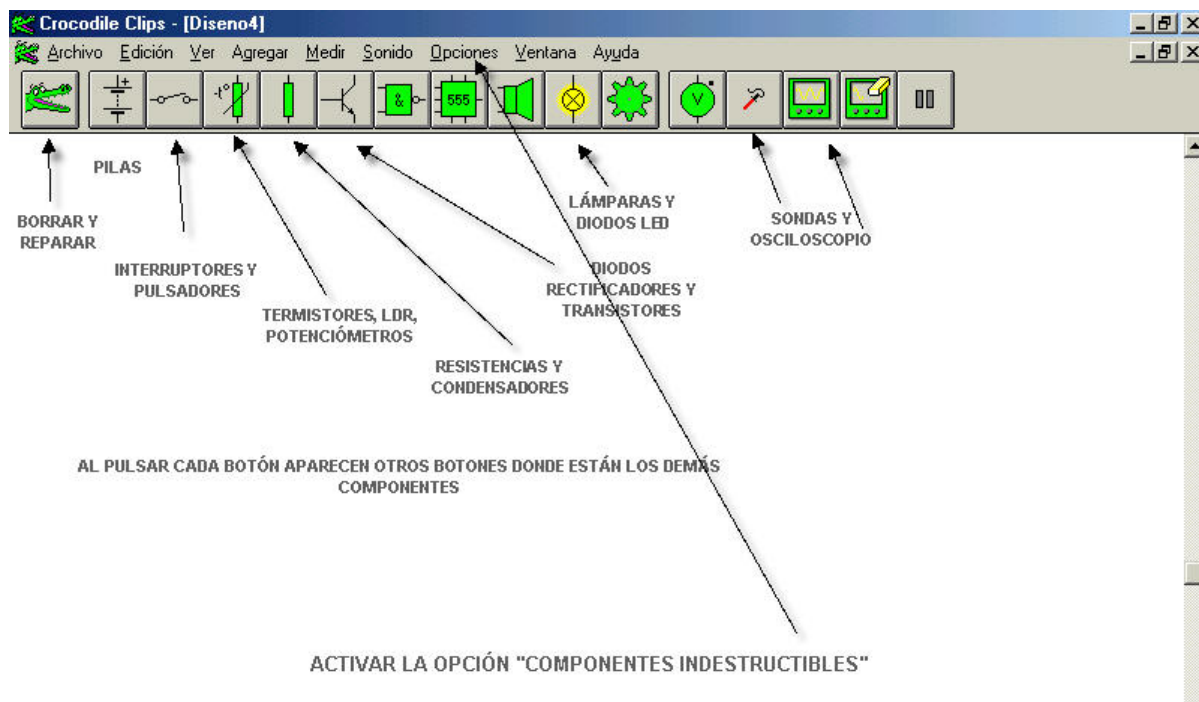 Crocodile Clips - [Diseno4]
Archivo Edición Ver Agregar Medir Sonido Opciones Ventana Ayuda
-t° & 555 V
PILAS
BORRAR Y
REPARAR
INTERRUPTORES Y
PULSADORES
TERMISTORES, LDR,
POTENCIÓMETROS
RESISTENCIAS Y
CONDENSADORES
DIODOS
RECTIFICADORES Y
TRANSISTORES
LÁMPARAS Y
DIODOS LED
SONDAS Y
OSCILOSCOPIO
AL PULSAR CADA BOTÓN APARECEN OTROS BOTONES DONDE ESTÁN LOS DEMÁS
COMPONENTES
ACTIVAR LA OPCIÓN "COMPONENTES INDESTRUCTIBLES"